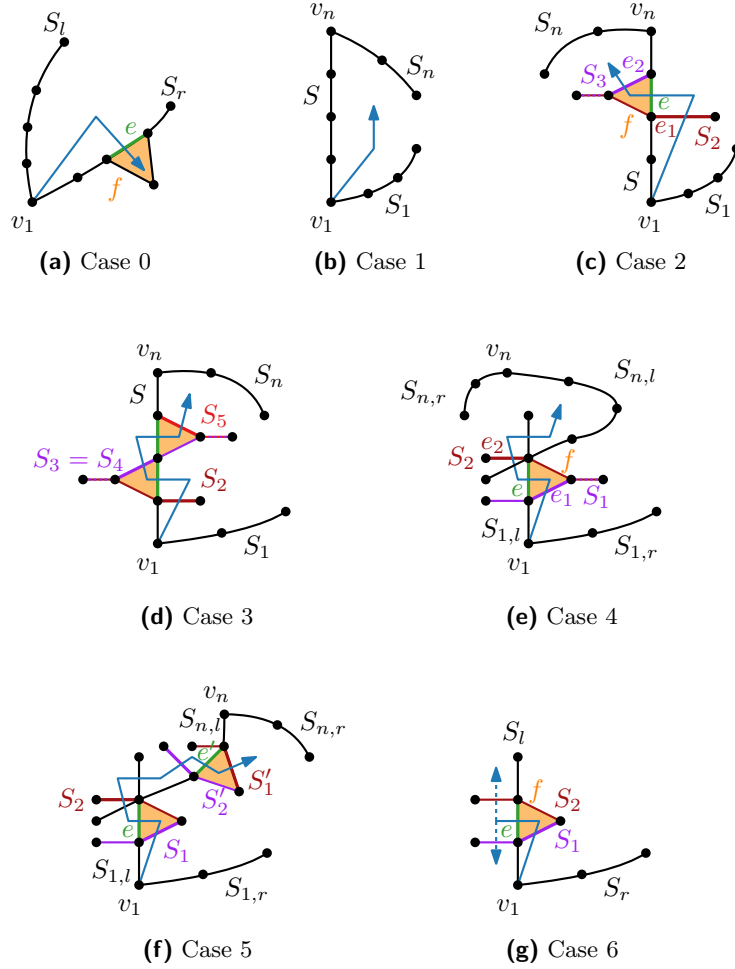 S_l
S_r
e
f
v_1
(a) Case 0
v_n
S_n
S
S_1
v_1
(b) Case 1
v_n
S_n
e_2
S_3
e
f
e_1
S_2
S
S_1
v_1
(c) Case 2
v_n
S
S_n
S_5
S_3 = S_4
S_2
S_1
v_1
(d) Case 3
v_n
S_{n,r}
S_{n,l}
e_2
S_2
f
e
e_1
S_1
S_{1,l}
S_{1,r}
v_1
(e) Case 4
v_n
S_{n,l}
S_{n,r}
e'
S_2
S'_1
S'_2
e
S_1
S_{1,l}
S_{1,r}
v_1
(f) Case 5
S_l
f
S_2
e
S_1
S_r
v_1
(g) Case 6